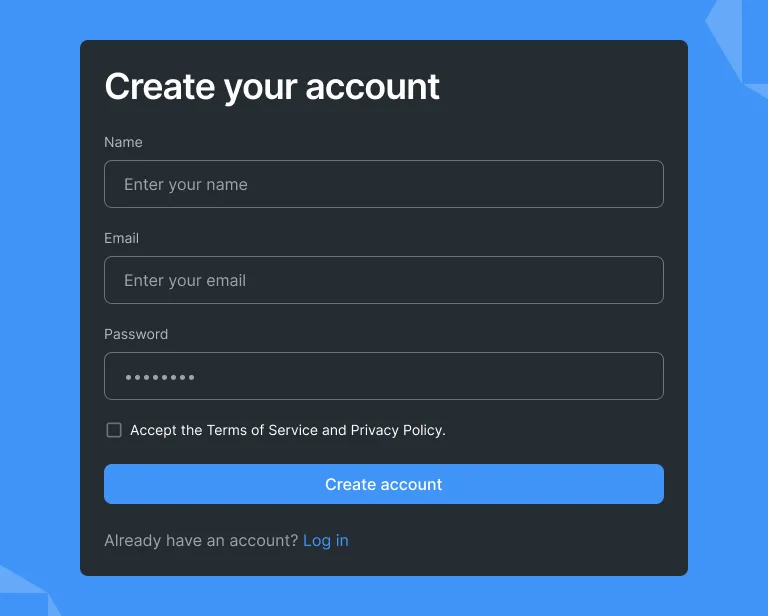 Create your account
Name
Enter your name
Email
Enter your email
Password
••••••••
Accept the Terms of Service and Privacy Policy.
Create account
Already have an account? Log in